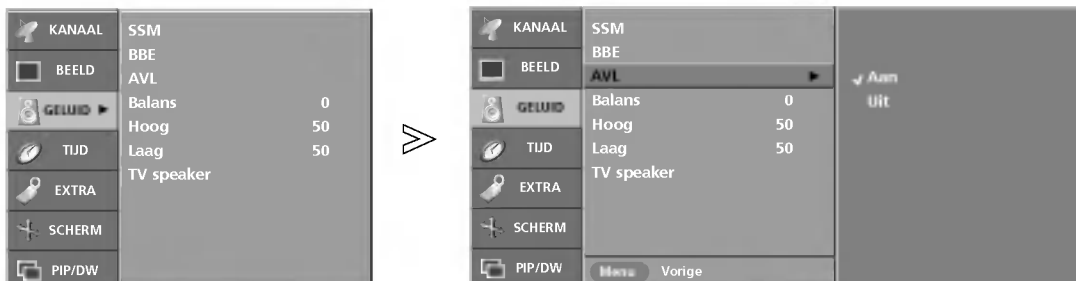 KANAAL
BEELD
GELUID
TIJD
EXTRA
SCHERM
PIP/DW
SSM
BBE
AVL
Balans 0
Hoog 50
Laag 50
TV speaker
KANAAL
BEELD
GELUID
TIJD
EXTRA
SCHERM
PIP/DW
SSM
BBE
AVL
Balans 0
Hoog 50
Laag 50
TV speaker
Menu Vorige
Aan
Uit